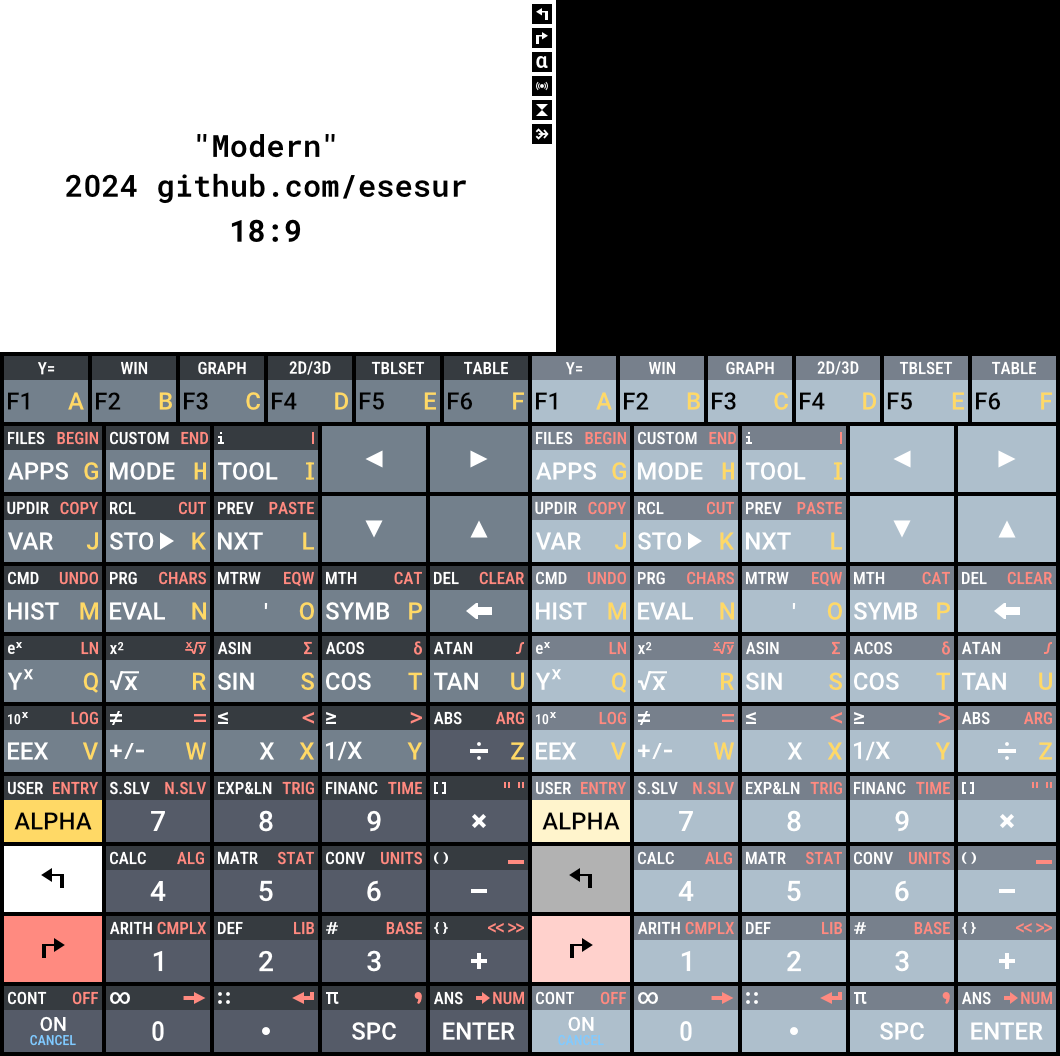 α
"Modern"
2024 github.com/esesur
18:9
Y= WIN GRAPH 2D/3D TBLSET TABLE Y= WIN GRAPH 2D/3D TBLSET TABLE
F1 A F2 B F3 C F4 D F5 E F6 F F1 A F2 B F3 C F4 D F5 E F6 F
FILES BEGIN CUSTOM END i I FILES BEGIN CUSTOM END i I
APPS G MODE H TOOL I ◀ ▶ APPS G MODE H TOOL I ◀ ▶
UPDIR COPY RCL CUT PREV PASTE UPDIR COPY RCL CUT PREV PASTE
VAR J STO▶ K NXT L ▼ ▲ VAR J STO▶ K NXT L ▼ ▲
CMD UNDO PRG CHARS MTRW EQW MTH CAT DEL CLEAR CMD UNDO PRG CHARS MTRW EQW MTH CAT DEL CLEAR
HIST M EVAL N ' O SYMB P ← HIST M EVAL N ' O SYMB P ←
eˣ LN x² ˣ√y ASIN Σ ACOS δ ATAN ∫ eˣ LN x² ˣ√y ASIN Σ ACOS δ ATAN ∫
Yˣ Q √x R SIN S COS T TAN U Yˣ Q √x R SIN S COS T TAN U
10ˣ LOG ≠ = ≤ < ≥ > ABS ARG 10ˣ LOG ≠ = ≤ < ≥ > ABS ARG
EEX V +/- W X X 1/X Y ÷ Z EEX V +/- W X X 1/X Y ÷ Z
USER ENTRY S.SLV N.SLV EXP&LN TRIG FINANC TIME [] " " USER ENTRY S.SLV N.SLV EXP&LN TRIG FINANC TIME [] " "
ALPHA 7 8 9 × ALPHA 7 8 9 ×
CALC ALG MATR STAT CONV UNITS () _ CALC ALG MATR STAT CONV UNITS () _
↰ 4 5 6 − ↰ 4 5 6 −
ARITH CMPLX DEF LIB # BASE {} <<>> ARITH CMPLX DEF LIB # BASE {} <<>>
↱ 1 2 3 + ↱ 1 2 3 +
CONT OFF ∞ → :: ↵ π , ANS →NUM CONT OFF ∞ → :: ↵ π , ANS →NUM
ON 0 • SPC ENTER ON 0 • SPC ENTER
CANCEL CANCEL